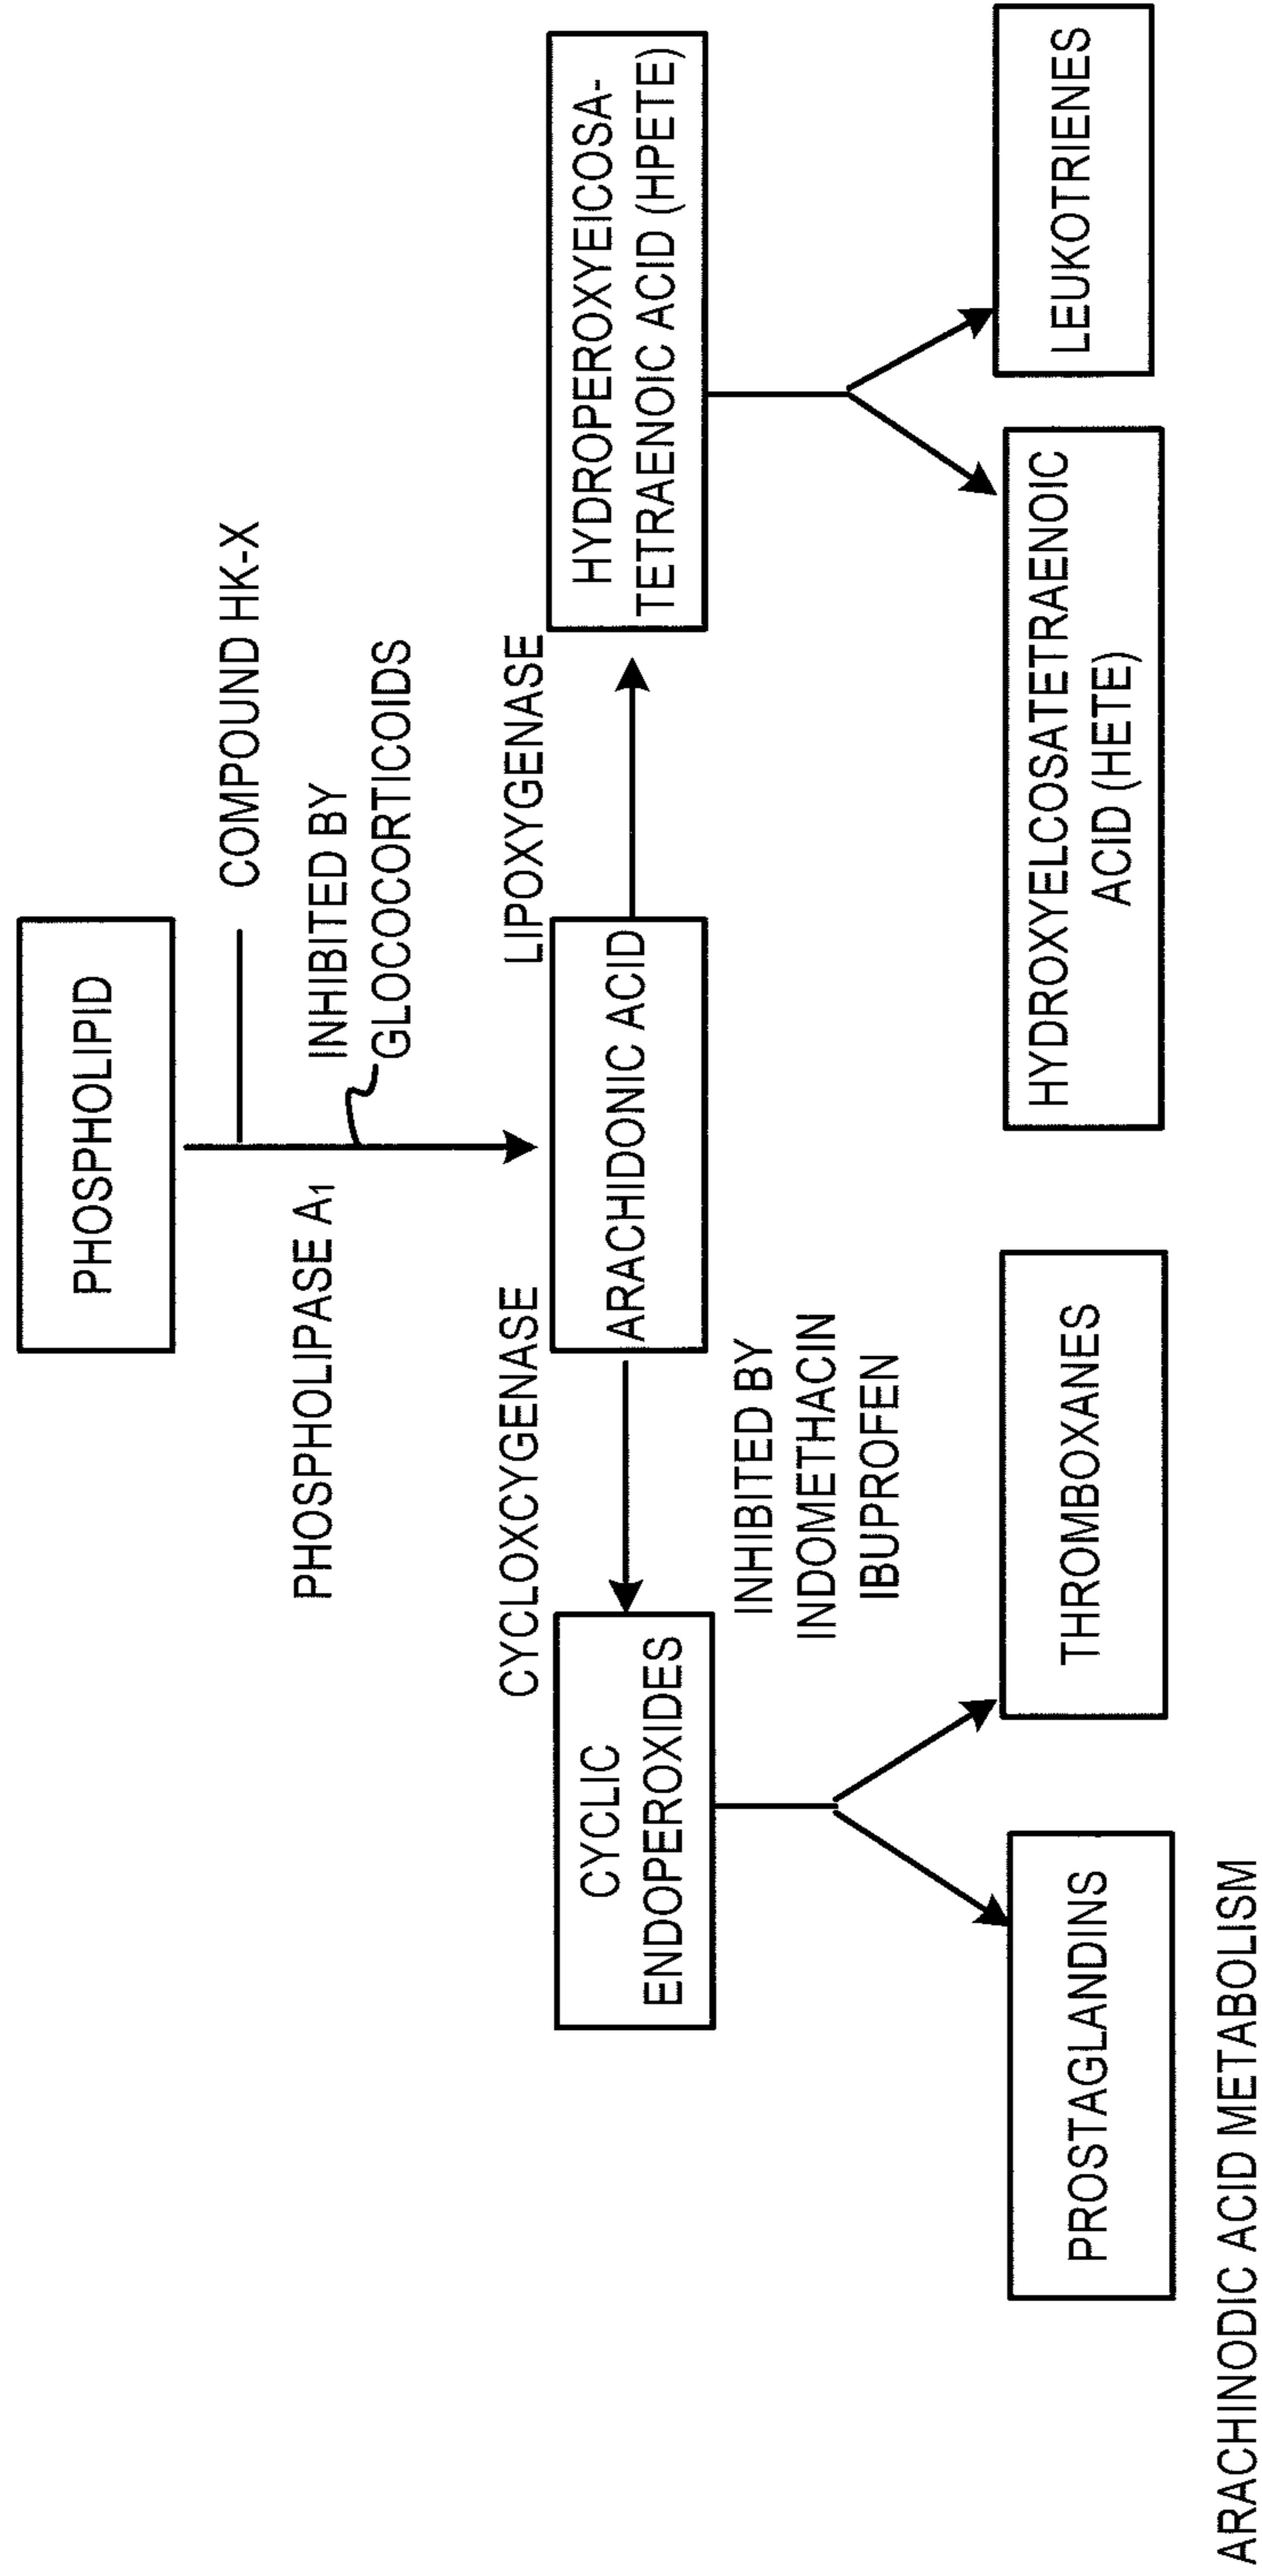 PHOSPHOLIPID
COMPOUND HK-X
PHOSPHOLIPASE A1
INHIBITED BY
GLOCOCORTICOIDS
CYCLOXCYGENASE
LIPOXYGENASE
CYCLIC
ENDOPEROXIDES
ARACHIDONIC ACID
HYDROPEROXYEICOSA-
TETRAENOIC ACID (HPETE)
INHIBITED BY
INDOMETHACIN
IBUPROFEN
PROSTAGLANDINS
THROMBOXANES
HYDROXYELCOSATETRAENOIC
ACID (HETE)
LEUKOTRIENES
ARACHINODIC ACID METABOLISM